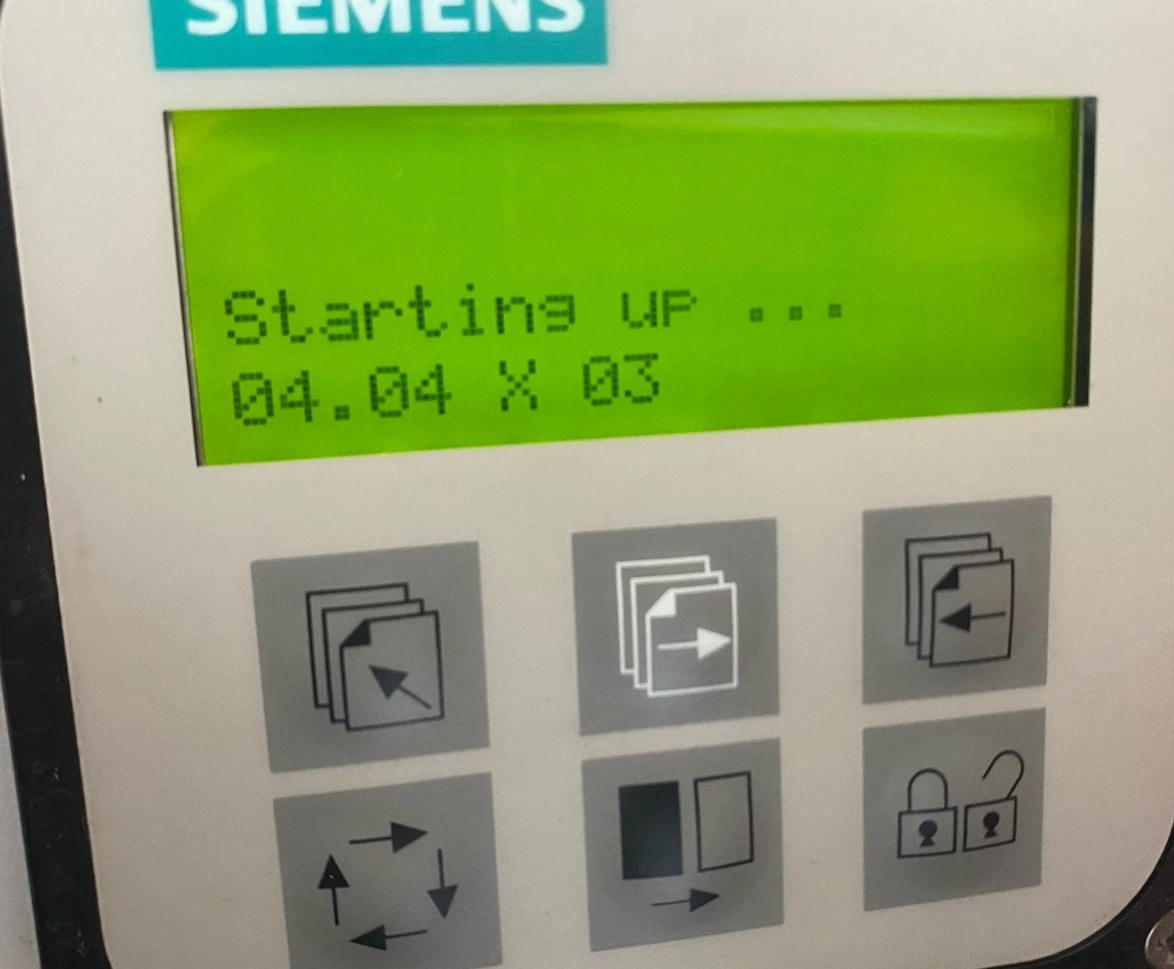 SIEMENS
Starting up ...
04.04 X 03